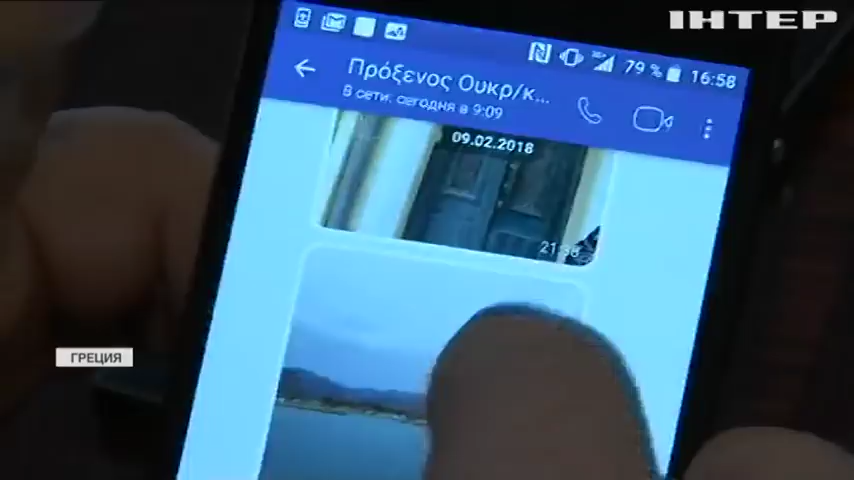 ІНТЕР
79 % 16:58
Πρόξενος Ουκρ/κ...
В сети: сегодня в 9:09
09.02.2018
ГРЕЦИЯ